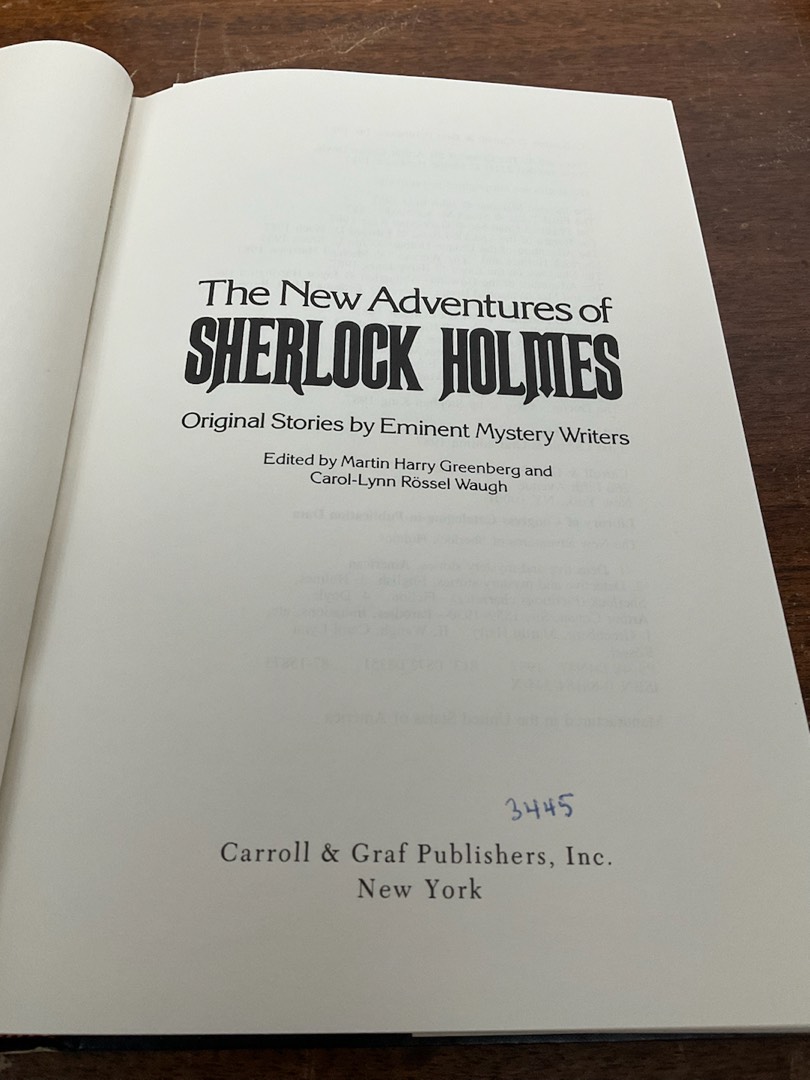 The New Adventures of
SHERLOCK HOLMES
Original Stories by Eminent Mystery Writers
Edited by Martin Harry Greenberg and
Carol-Lynn Rössel Waugh
3445
Carroll & Graf Publishers, Inc.
New York